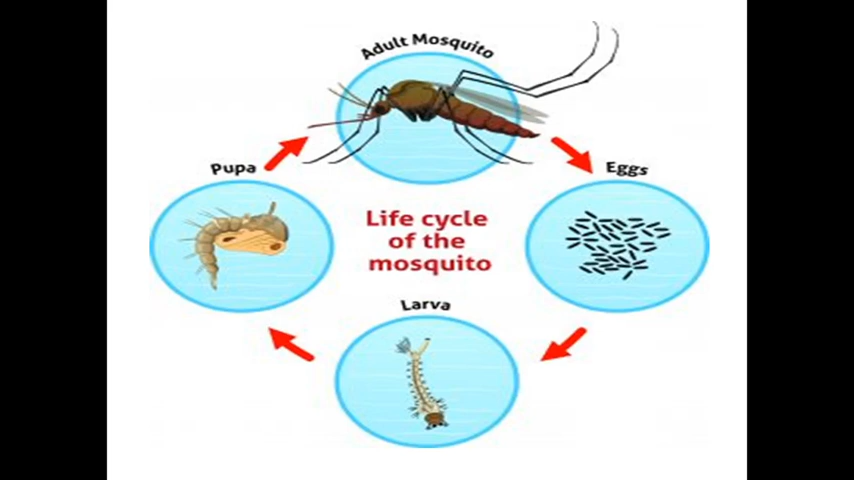 Adult Mosquito
Pupa
Eggs
Life cycle
of the
mosquito
Larva